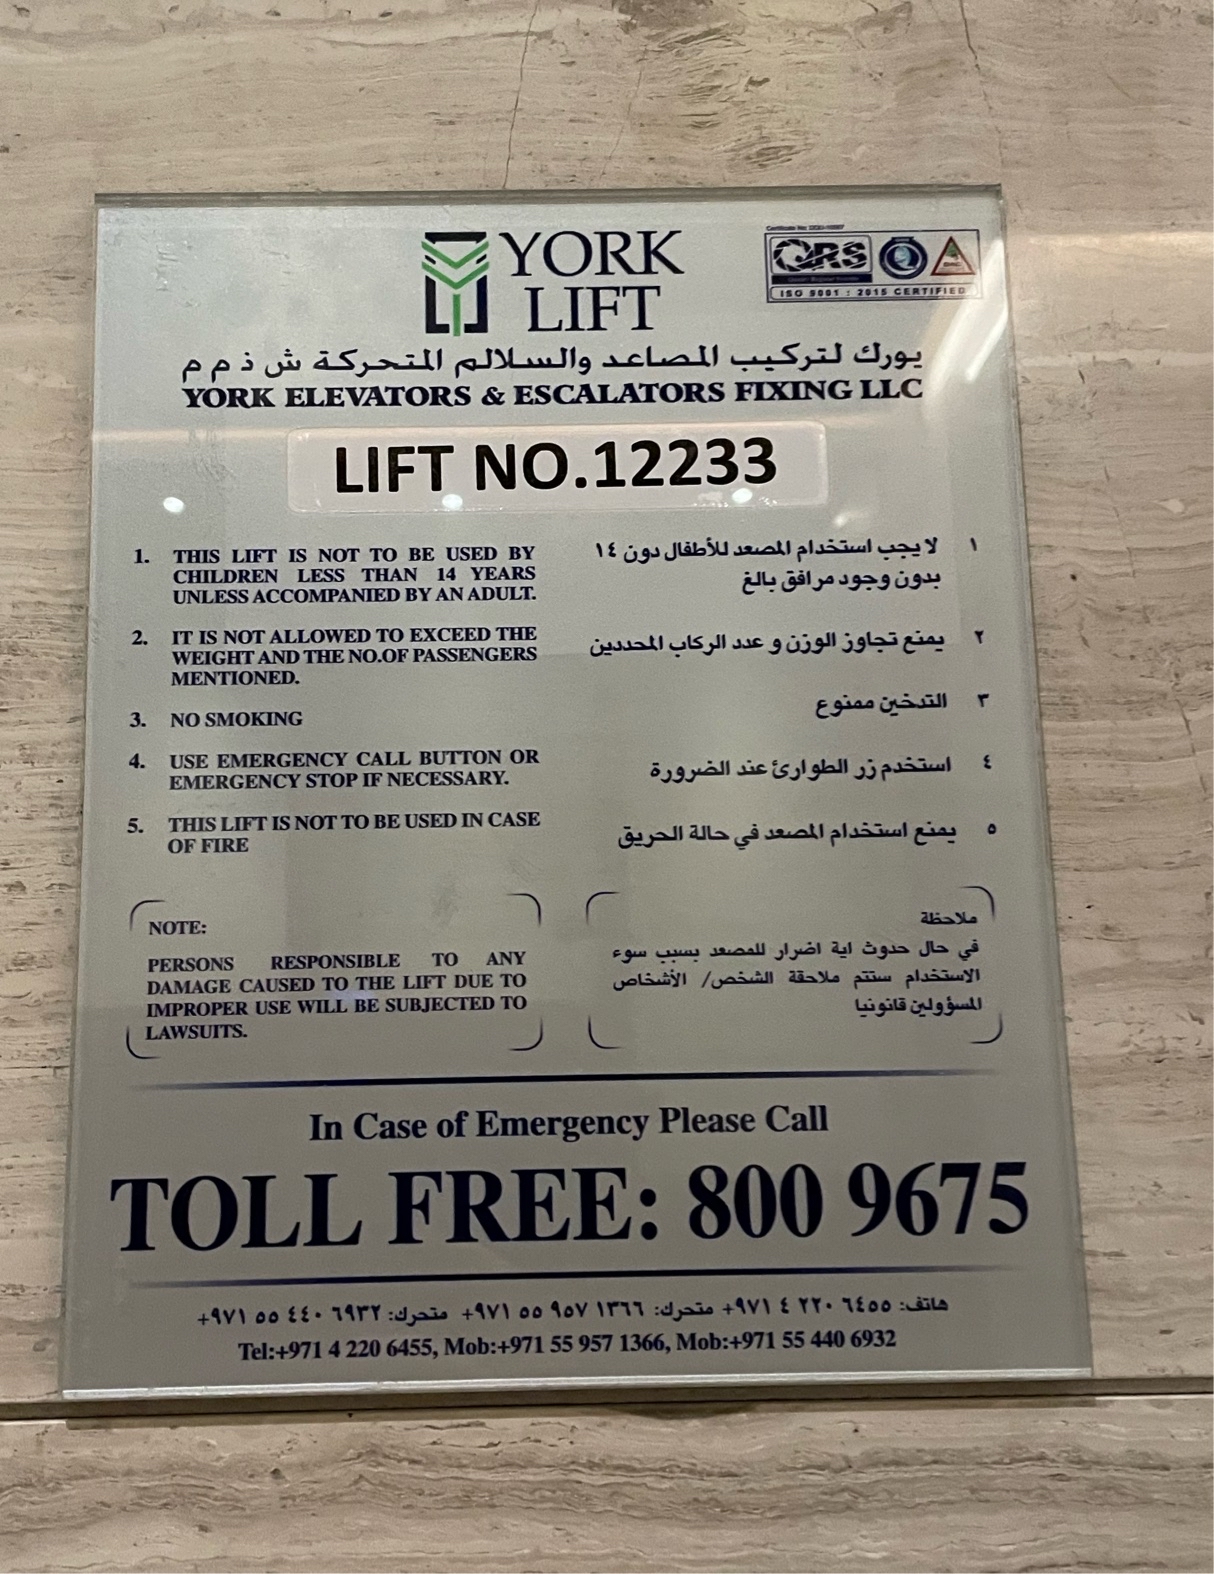 YORK
LIFT
Certificate No:
QRS
ISO 9001 : 2015 CERTIFIED
يورك لتركيب المصاعد والسلالم المتحركة ش ذ م م
YORK ELEVATORS & ESCALATORS FIXING LLC
LIFT NO.12233
1. THIS LIFT IS NOT TO BE USED BY
CHILDREN LESS THAN 14 YEARS
UNLESS ACCOMPANIED BY AN ADULT.
2. IT IS NOT ALLOWED TO EXCEED THE
WEIGHT AND THE NO.OF PASSENGERS
MENTIONED.
3. NO SMOKING
4. USE EMERGENCY CALL BUTTON OR
EMERGENCY STOP IF NECESSARY.
5. THIS LIFT IS NOT TO BE USED IN CASE
OF FIRE
١ لا يجب استخدام المصعد للأطفال دون ١٤
بدون وجود مرافق بالغ
٢ يمنع تجاوز الوزن و عدد الركاب المحددين
٣ التدخين ممنوع
٤ استخدم زر الطوارئ عند الضرورة
٥ يمنع استخدام المصعد في حالة الحريق
NOTE:
PERSONS RESPONSIBLE TO ANY
DAMAGE CAUSED TO THE LIFT DUE TO
IMPROPER USE WILL BE SUBJECTED TO
LAWSUITS.
ملاحظة
في حال حدوث اية اضرار للمصعد بسبب سوء
الاستخدام ستتم ملاحقة الشخص/ الأشخاص
المسؤولين قانونيا
In Case of Emergency Please Call
TOLL FREE: 800 9675
هاتف: ٦٤٥٥ ٢٢٠ ٤ ٩٧١+ متحرك: ١٣٦٦ ٩٥٧ ٥٥ ٩٧١+ متحرك: ٦٩٣٢ ٤٤٠ ٥٥ ٩٧١+
Tel:+971 4 220 6455, Mob:+971 55 957 1366, Mob:+971 55 440 6932